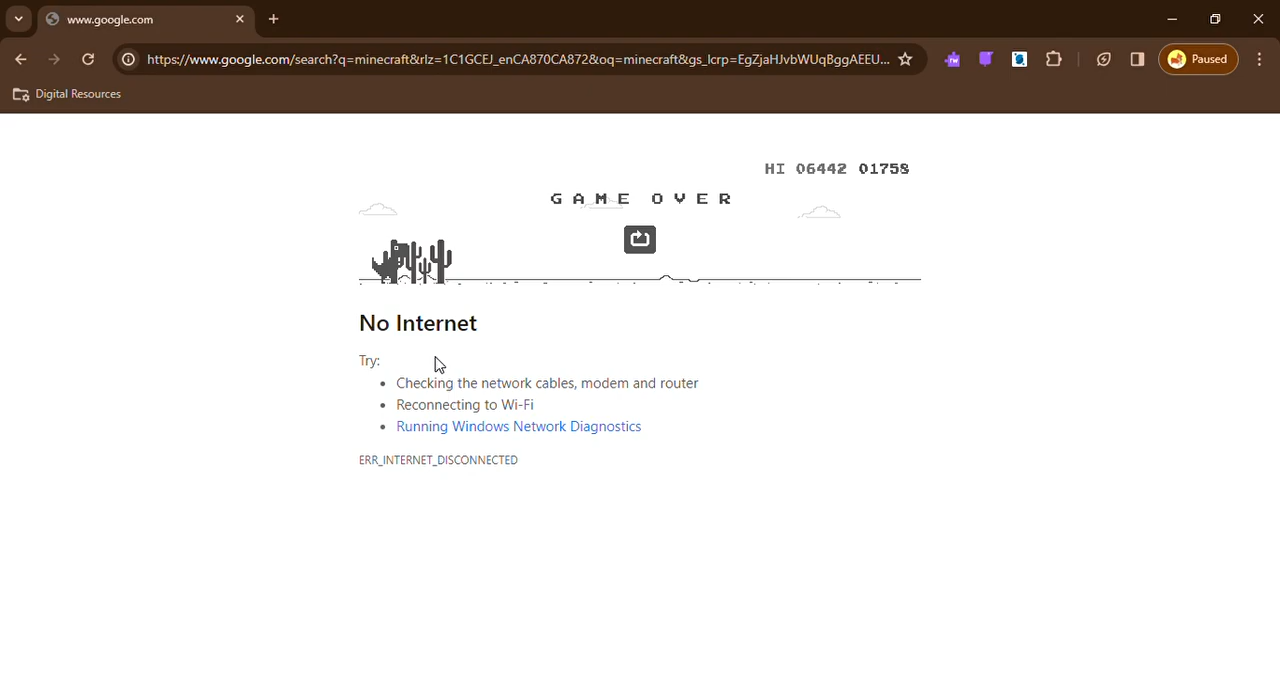 www.google.com
https://www.google.com/search?q=minecraft&rlz=1C1GCEJ_enCA870CA872&oq=minecraft&gs_lcrp=EgZjaHJvbWUqBggAEEU...
rw
Paused
Digital Resources
HI 06442 01758
GAME OVER
No Internet
Try:
Checking the network cables, modem and router
Reconnecting to Wi-Fi
Running Windows Network Diagnostics
ERR_INTERNET_DISCONNECTED